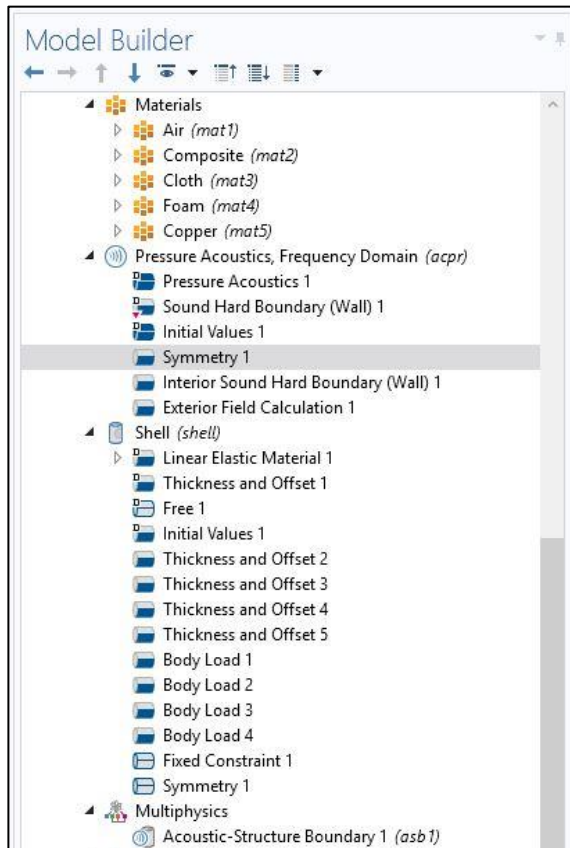 Model Builder
Materials
Air (mat1)
Composite (mat2)
Cloth (mat3)
Foam (mat4)
Copper (mat5)
Pressure Acoustics, Frequency Domain (acpr)
Pressure Acoustics 1
Sound Hard Boundary (Wall) 1
Initial Values 1
Symmetry 1
Interior Sound Hard Boundary (Wall) 1
Exterior Field Calculation 1
Shell (shell)
Linear Elastic Material 1
Thickness and Offset 1
Free 1
Initial Values 1
Thickness and Offset 2
Thickness and Offset 3
Thickness and Offset 4
Thickness and Offset 5
Body Load 1
Body Load 2
Body Load 3
Body Load 4
Fixed Constraint 1
Symmetry 1
Multiphysics
Acoustic-Structure Boundary 1 (asb1)